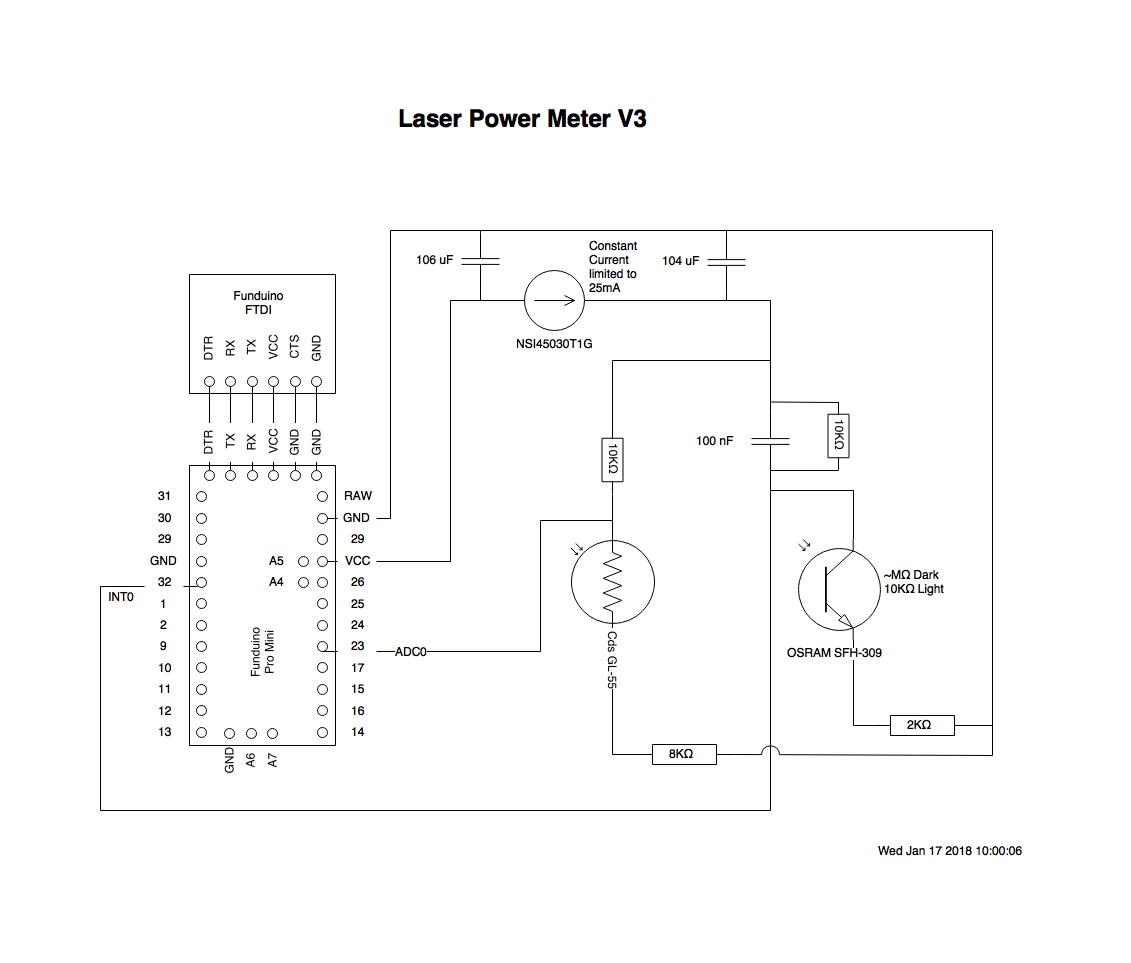 Laser Power Meter V3
106 uF
Constant
Current
limited to
25mA
104 uF
NSI45030T1G
Funduino
FTDI
DTR
RX
TX
VCC
CTS
GND
DTR
TX
RX
VCC
GND
GND
10KΩ
100 nF
10KΩ
31
RAW
30
GND
29
29
GND
A5
VCC
32
A4
26
INT0
1
25
2
24
9
23
ADC0
10
17
11
15
12
16
13
14
Funduino
Pro Mini
GND
A6
A7
Cds GL-55
~MΩ Dark
10KΩ Light
OSRAM SFH-309
2KΩ
8KΩ
Wed Jan 17 2018 10:00:06